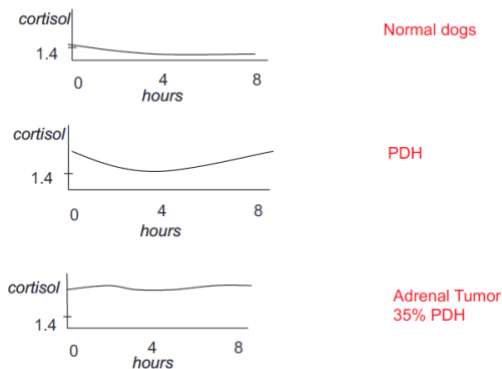 cortisol
1.4
0 4 8
hours
Normal dogs
cortisol
1.4
0 4 8
hours
PDH
cortisol
1.4
0 4 8
hours
Adrenal Tumor
35% PDH